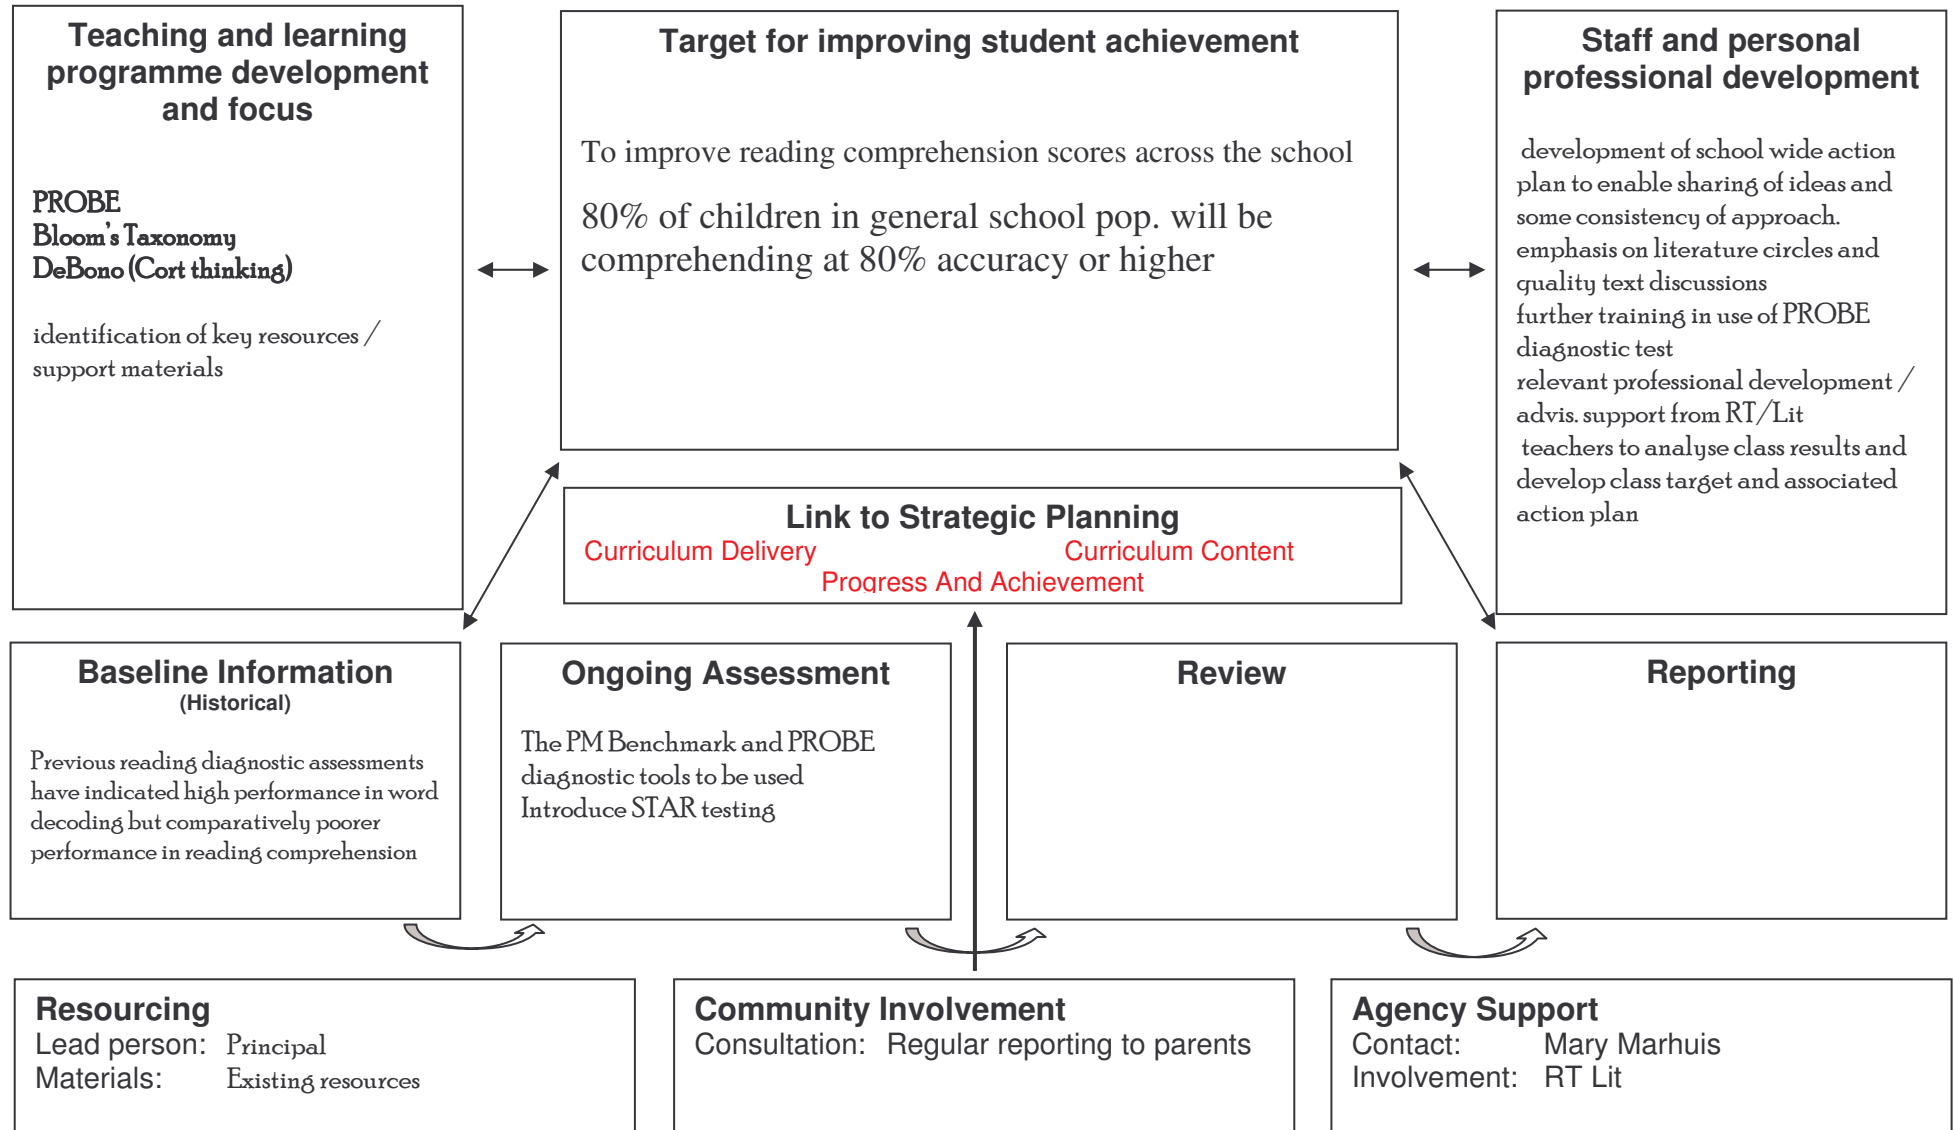 Teaching and learning
programme development
and focus
PROBE
Bloom's Taxonomy
DeBono (Cort thinking)
identification of key resources /
support materials
Target for improving student achievement
To improve reading comprehension scores across the school
80% of children in general school pop. will be
comprehending at 80% accuracy or higher
Staff and personal
professional development
development of school wide action
plan to enable sharing of ideas and
some consistency of approach.
emphasis on literature circles and
quality text discussions
further training in use of PROBE
diagnostic test
relevant professional development /
advis. support from RT/Lit
teachers to analyse class results and
develop class target and associated
action plan
Link to Strategic Planning
Curriculum Delivery Curriculum Content
Progress And Achievement
Baseline Information
(Historical)
Previous reading diagnostic assessments
have indicated high performance in word
decoding but comparatively poorer
performance in reading comprehension
Ongoing Assessment
The PM Benchmark and PROBE
diagnostic tools to be used
Introduce STAR testing
Review
Reporting
Resourcing
Lead person: Principal
Materials: Existing resources
Community Involvement
Consultation: Regular reporting to parents
Agency Support
Contact: Mary Marhuis
Involvement: RT Lit